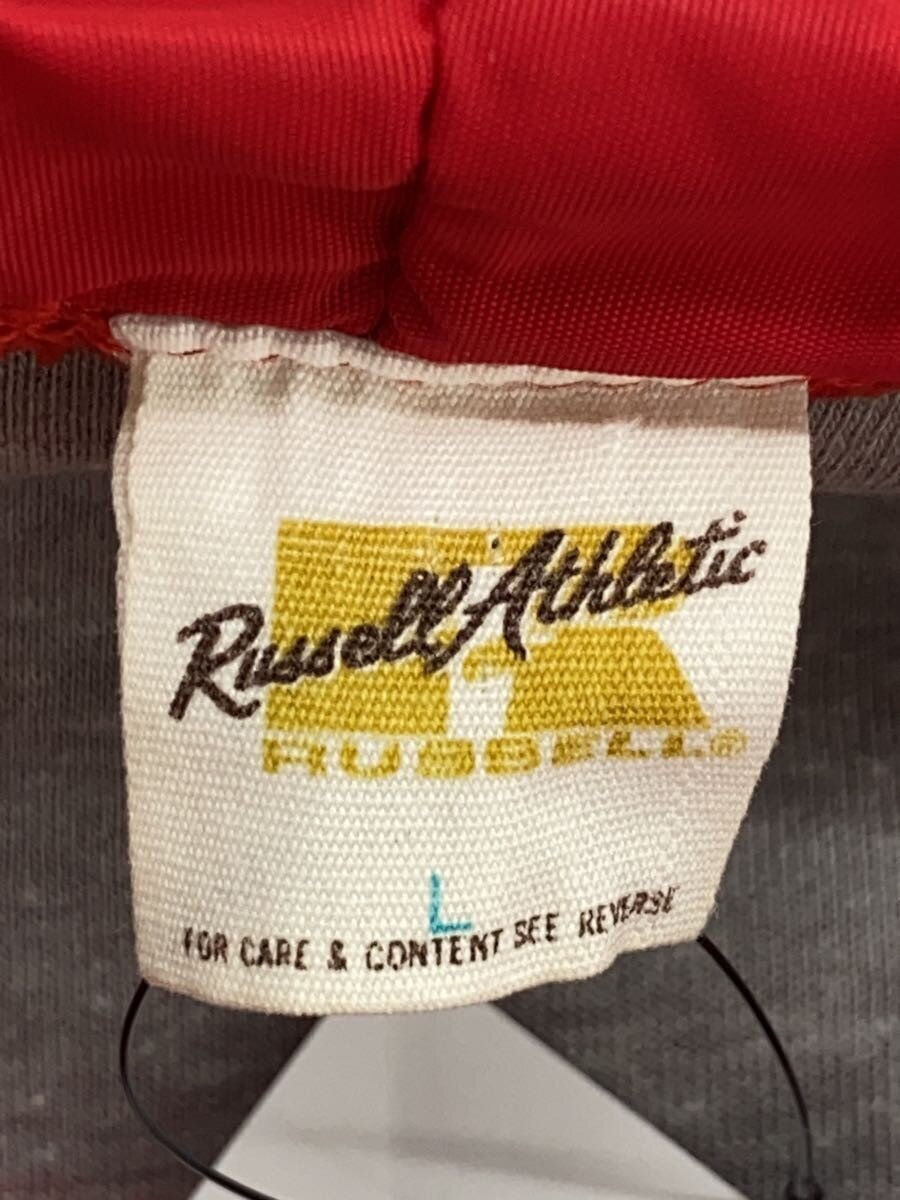 Russell Athletic
RUSSELL®
L
FOR CARE & CONTENT SEE REVERSE